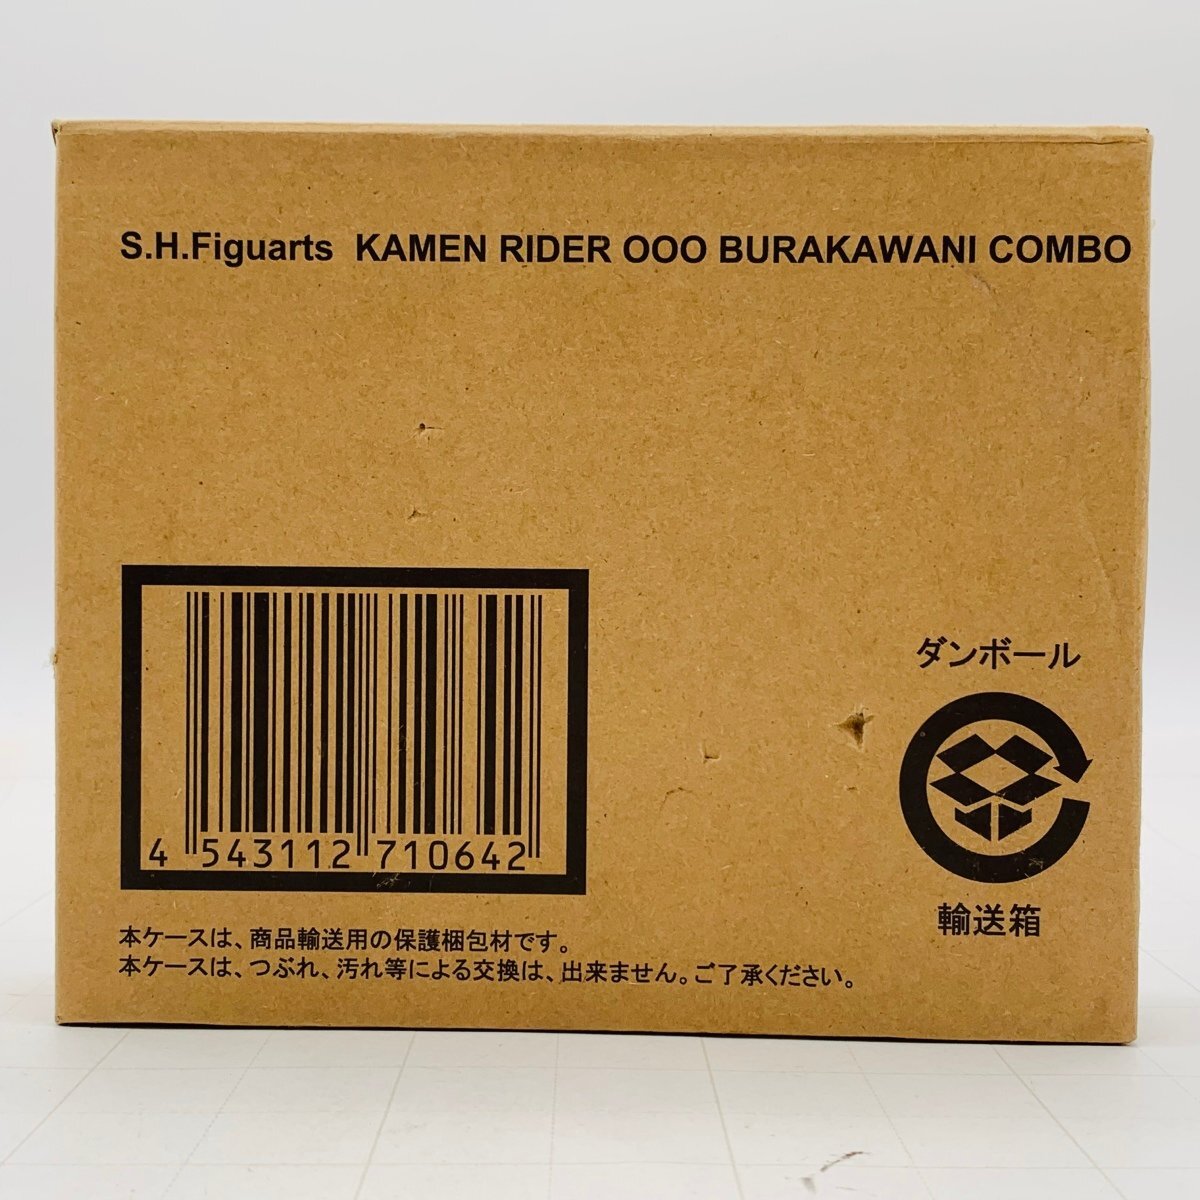 S.H.Figuarts KAMEN RIDER OOO BURAKAWANI COMBO
ダンボール
4 543112 710642
輸送箱
本ケースは、商品輸送用の保護梱包材です。
本ケースは、つぶれ、汚れ等による交換は、出来ません。ご了承ください。